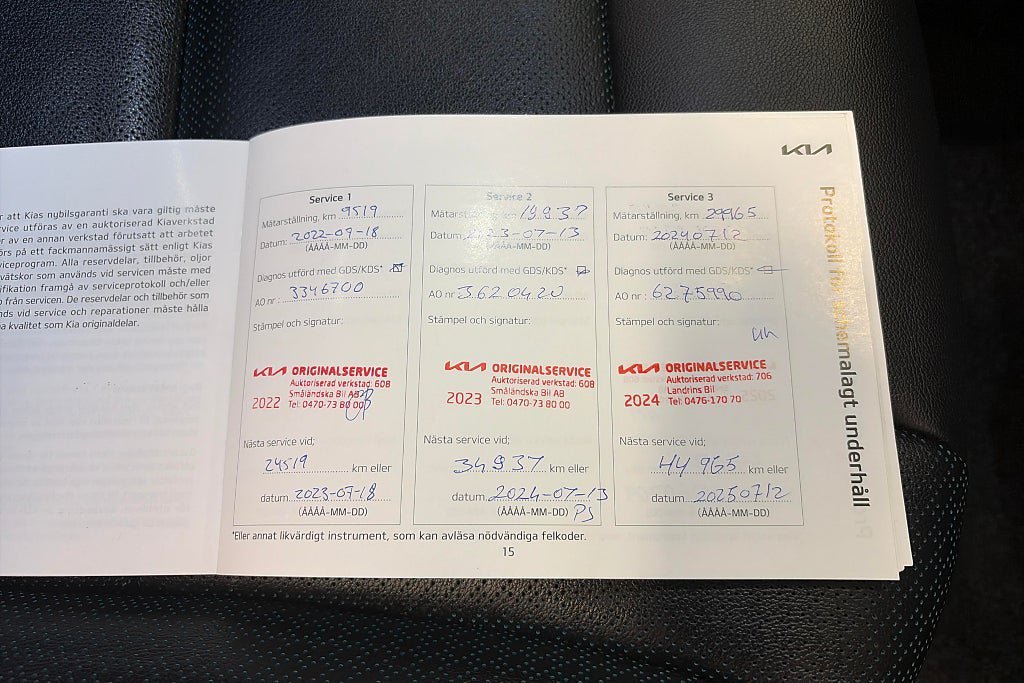 r att Kias nybilsgaranti ska vara giltig måste
vice utföras av en auktoriserad Kiaverkstad
r av en annan verkstad förutsatt att arbetet
örs på ett fackmannamässigt sätt enligt Kias
viceprogram. Alla reservdelar, tillbehör, oljor
vätskor som används vid servicen måste med
ifikation framgå av serviceprotokoll och/eller
o från servicen. De reservdelar och tillbehör som
nds vid service och reparationer måste hålla
a kvalitet som Kia originaldelar.
KIA
Service 1
Mätarställning, km 9519
Datum: 2022-07-18
(ÅÅÅÅ-MM-DD)
Diagnos utförd med GDS/KDS*
AO nr : 3346700
Stämpel och signatur:
KIA ORIGINALSERVICE
Auktoriserad verkstad: 608
Småländska Bil AB
2022 Tel: 0470-73 80 00
Nästa service vid;
24519 km eller
datum 2023-07-18
(ÅÅÅÅ-MM-DD)
Service 2
Mätarställning, km 19937
Datum: 2023-07-13
(ÅÅÅÅ-MM-DD)
Diagnos utförd med GDS/KDS*
AO nr 3620420
Stämpel och signatur:
KIA ORIGINALSERVICE
Auktoriserad verkstad: 608
Småländska Bil AB
2023 Tel: 0470-73 80 00
Nästa service vid;
34937 km eller
datum 2024-07-13
(ÅÅÅÅ-MM-DD) PJ
Service 3
Mätarställning, km 29965
Datum: 20240712
(ÅÅÅÅ-MM-DD)
Diagnos utförd med GDS/KDS*
AO nr : 6275990
Stämpel och signatur:
KIA ORIGINALSERVICE
Auktoriserad verkstad: 706
Landrins Bil
2024 Tel: 0476-170 70
Nästa service vid;
44965 km eller
datum 20250712
(ÅÅÅÅ-MM-DD)
*Eller annat likvärdigt instrument, som kan avläsa nödvändiga felkoder.
15
Protokoll för schemalagt underhåll